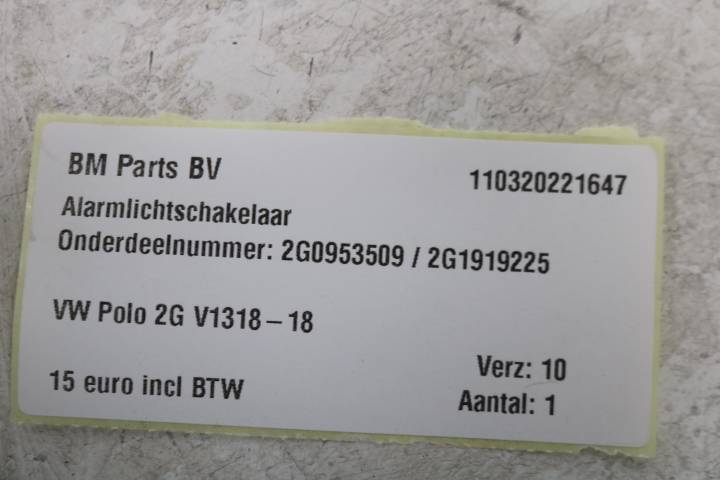 BM Parts BV
110320221647
Alarmlichtschakelaar
Onderdeelnummer: 2G0953509 / 2G1919225
VW Polo 2G V1318 – 18
Verz: 10
15 euro incl BTW
Aantal: 1